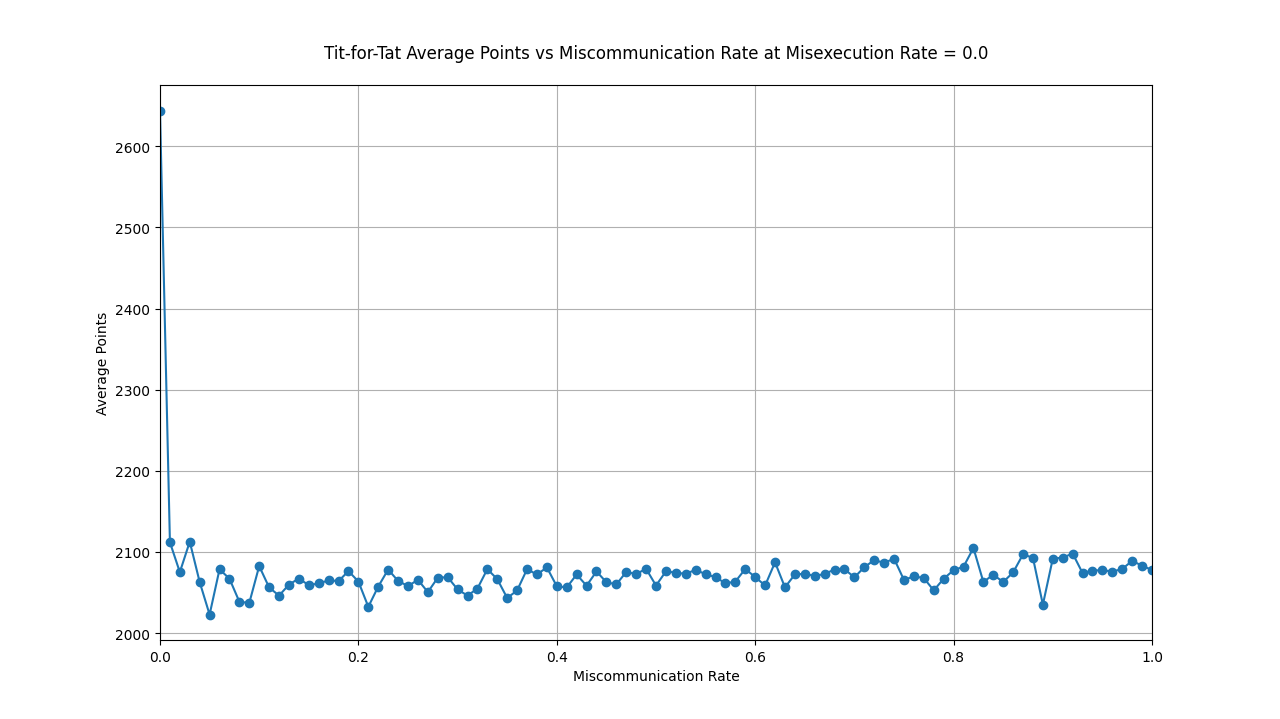 Tit-for-Tat Average Points vs Miscommunication Rate at Misexecution Rate = 0.0
2600
2500
2400
2300
2200
2100
2000
Average Points
0.0 0.2 0.4 0.6 0.8 1.0
Miscommunication Rate